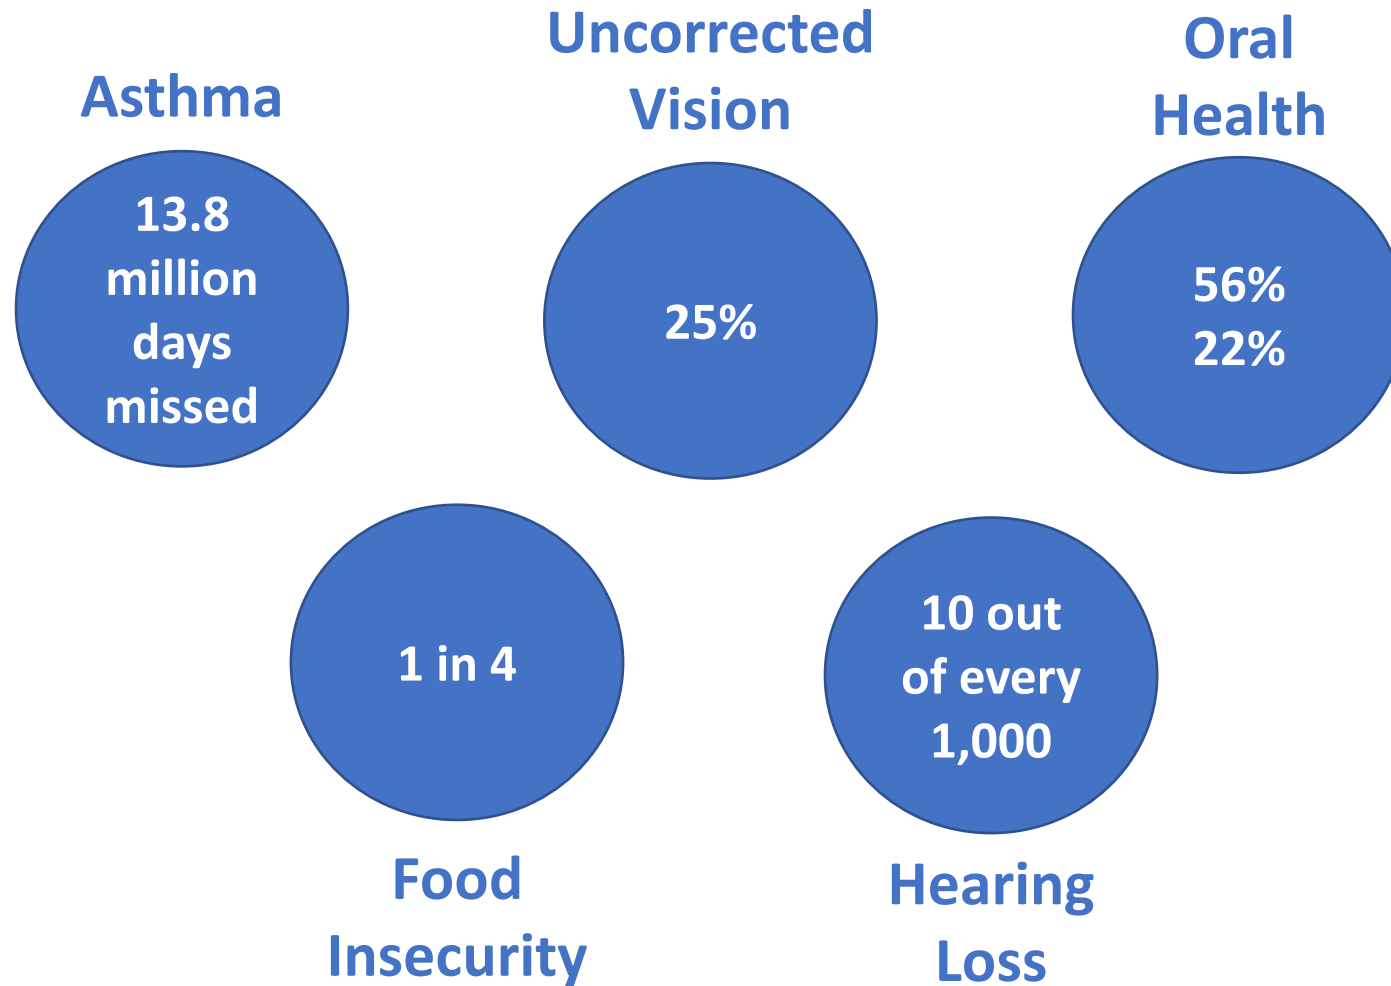 Asthma
13.8
million
days
missed
Uncorrected
Vision
25%
Oral
Health
56%
22%
1 in 4
Food
Insecurity
10 out
of every
1,000
Hearing
Loss